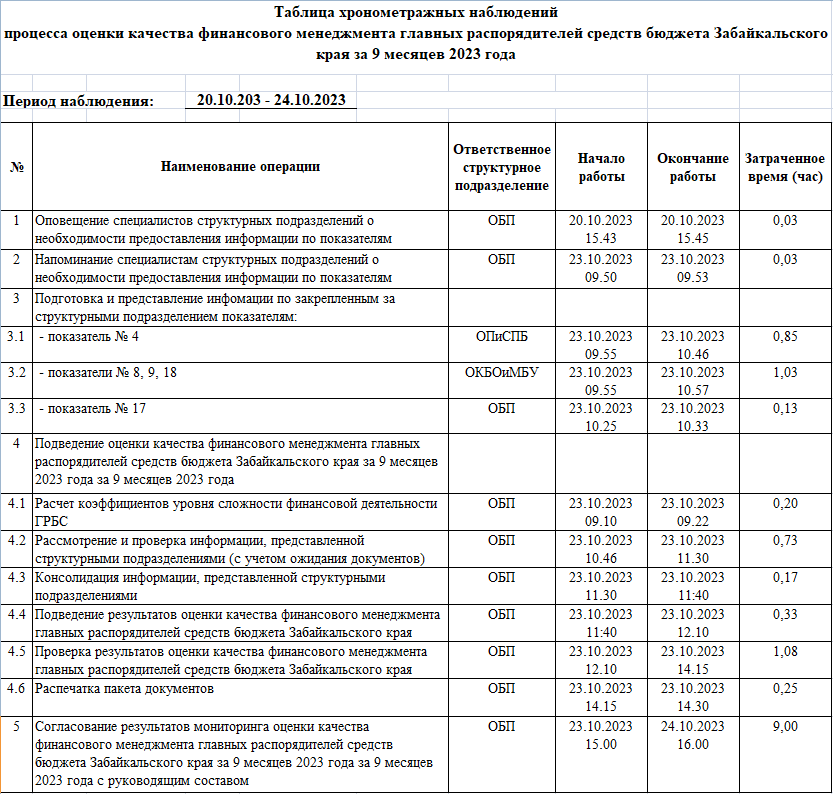 Таблица хронометражных наблюдений
процесса оценки качества финансового менеджмента главных распорядителей средств бюджета Забайкальского
края за 9 месяцев 2023 года
Период наблюдения: 20.10.203 - 24.10.2023
№ Наименование операции Ответственное структурное подразделение Начало работы Окончание работы Затраченное время (час)
1 Оповещение специалистов структурных подразделений о ОБП 20.10.2023 20.10.2023 0,03
необходимости предоставления информации по показателям 15.43 15.45
2 Напоминание специалистам структурных подразделений о ОБП 23.10.2023 23.10.2023 0,03
необходимости предоставления информации по показателям 09.50 09.53
3 Подготовка и представление инфомации по закрепленным за
структурными подразделением показателям:
3.1 - показатель № 4 ОПиСПБ 23.10.2023 23.10.2023 0,85
09.55 10.46
3.2 - показатели № 8, 9, 18 ОКБОиМБУ 23.10.2023 23.10.2023 1,03
09.55 10.57
3.3 - показатель № 17 ОБП 23.10.2023 23.10.2023 0,13
10.25 10.33
4 Подведение оценки качества финансового менеджмента главных
распорядителей средств бюджета Забайкальского края за 9 месяцев
2023 года за 9 месяцев 2023 года
4.1 Расчет коэффициентов уровня сложности финансовой деятельности ОБП 23.10.2023 23.10.2023 0,20
ГРБС 09.10 09.22
4.2 Рассмотрение и проверка информации, представленной ОБП 23.10.2023 23.10.2023 0,73
структурными подразделениями (с учетом ожидания документов) 10.46 11.30
4.3 Консолидация информации, представленной структурными ОБП 23.10.2023 23.10.2023 0,17
подразделениями 11.30 11:40
4.4 Подведение результатов оценки качества финансового менеджмента ОБП 23.10.2023 23.10.2023 0,33
главных распорядителей средств бюджета Забайкальского края 11:40 12.10
4.5 Проверка результатов оценки качества финансового менеджмента ОБП 23.10.2023 23.10.2023 1,08
главных распорядителей средств бюджета Забайкальского края 12.10 14.15
4.6 Распечатка пакета документов ОБП 23.10.2023 23.10.2023 0,25
14.15 14.30
5 Согласование результатов мониторинга оценки качества ОБП 23.10.2023 24.10.2023 9,00
финансового менеджмента главных распорядителей средств 15.00 16.00
бюджета Забайкальского края за 9 месяцев 2023 года за 9 месяцев
2023 года с руководящим составом